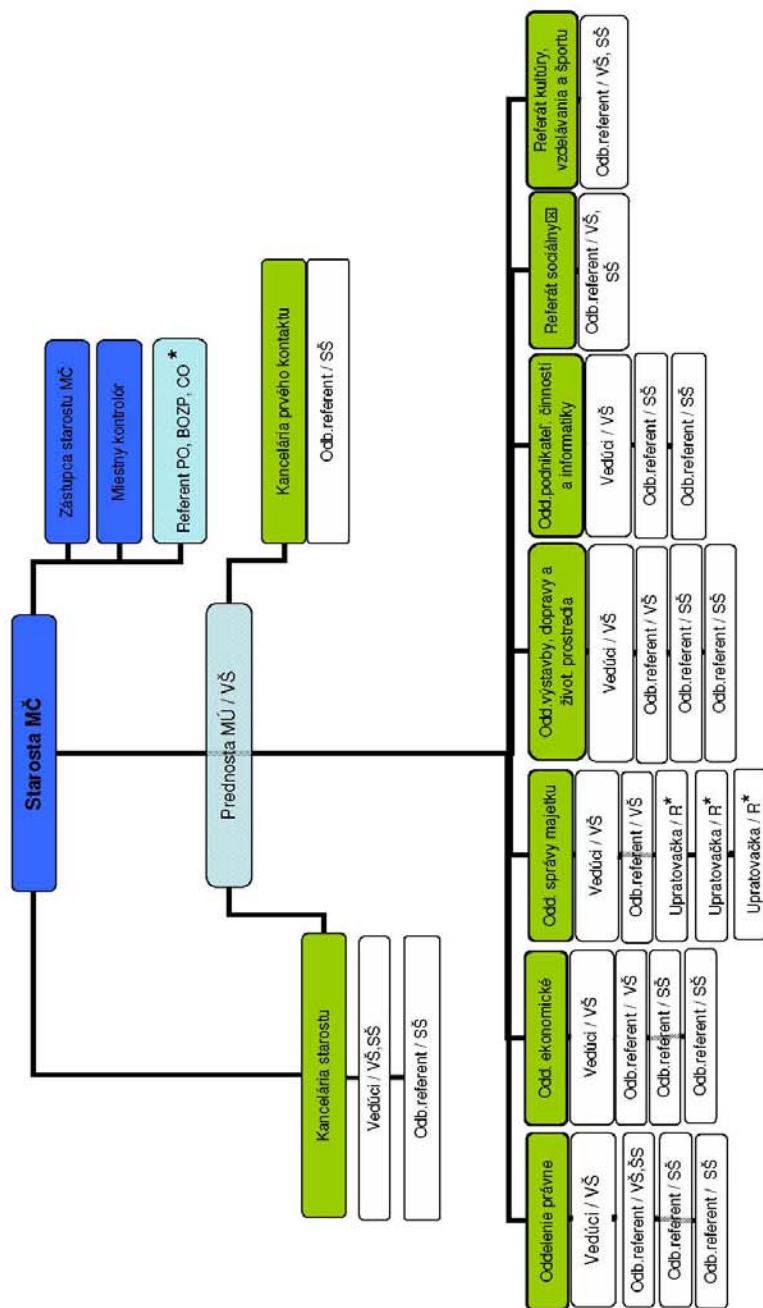 Starosta MČ
Zástupca starostu MČ
Miestny kontrolór
Referent PO, BOZP, CO *
Prednosta MÚ / VŠ
Kancelária starostu
Vedúci / VŠ,SŠ
Odb.referent / SŠ
Kancelária prvého kontaktu
Odb.referent / SŠ
Oddelenie právne
Vedúci / VŠ
Odb.referent / VŠ,SŠ
Odb.referent / SŠ
Odb.referent / SŠ
Odd. ekonomické
Vedúci / VŠ
Odb.referent / VŠ
Odb.referent / SŠ
Odb.referent / SŠ
Odd. správy majetku
Vedúci / VŠ
Odb.referent / VŠ
Upratovačka / R*
Upratovačka / R*
Upratovačka / R*
Odd.výstavby, dopravy a
život. prostredia
Vedúci / VŠ
Odb.referent / VŠ
Odb.referent / SŠ
Odb.referent / SŠ
Odd.podnikateľ. činností
a informatiky
Vedúci / VŠ
Odb.referent / SŠ
Odb.referent / SŠ
Referát sociálny
Odb.referent / VŠ,
SŠ
Referát kultúry,
vzdelávania a športu
Odb.referent / VŠ, SŠ